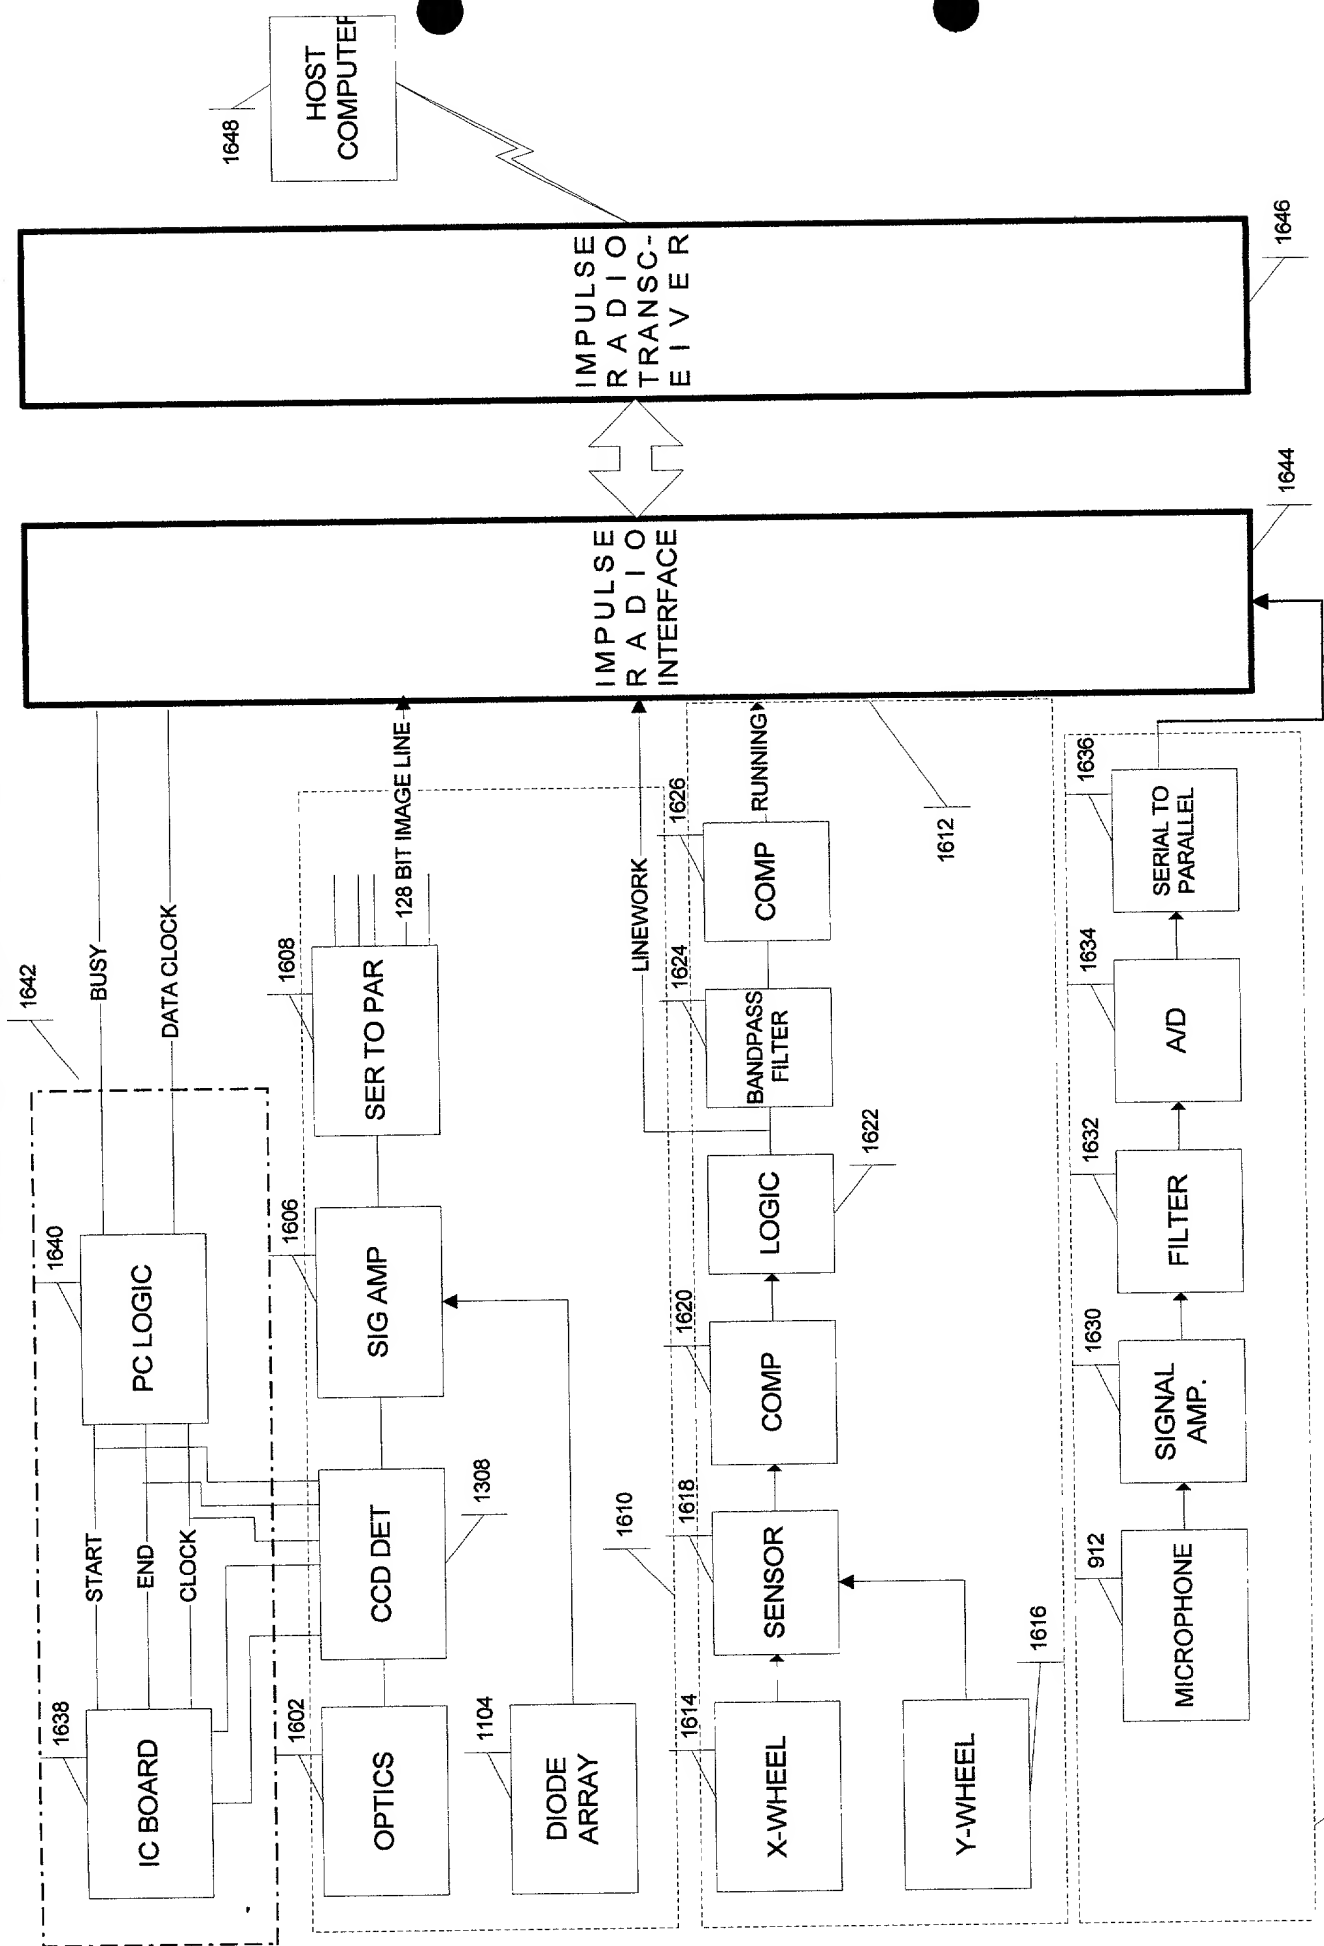 1638
IC BOARD
START
END
CLOCK
1640
PC LOGIC
1642
BUSY
DATA CLOCK
1602
OPTICS
1104
DIODE
ARRAY
CCD DET
1308
1606
SIG AMP
1608
SER TO PAR
128 BIT IMAGE LINE
1610
1614
X-WHEEL
Y-WHEEL
1616
1618
SENSOR
1620
COMP
LOGIC
1622
LINEWORK
1624
BANDPASS
FILTER
1626
COMP
RUNNING
1612
912
MICROPHONE
1630
SIGNAL
AMP.
1632
FILTER
1634
A/D
1636
SERIAL TO
PARALLEL
IMPULSE
RADIO
INTERFACE
1644
IMPULSE
RADIO
TRANSC-
EIVER
1646
1648
HOST
COMPUTER